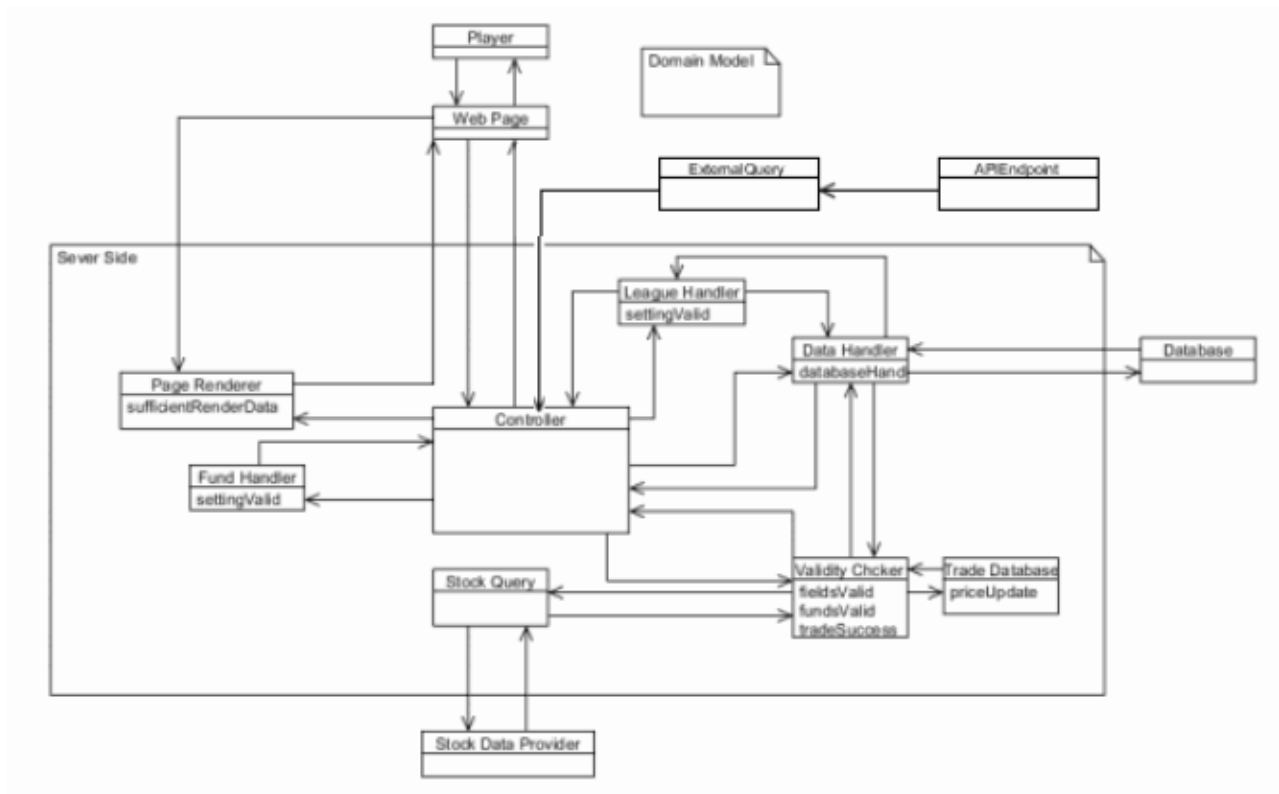 Player
Domain Model
Web Page
ExternalQuery
APIEndpoint
Sever Side
League Handler
settingValid
Data Handler
databaseHand
Database
Page Renderer
sufficientRenderData
Controller
Fund Handler
settingValid
Stock Query
Validity Chcker
fieldsValid
fundsValid
tradeSuccess
Trade Database
priceUpdate
Stock Data Provider